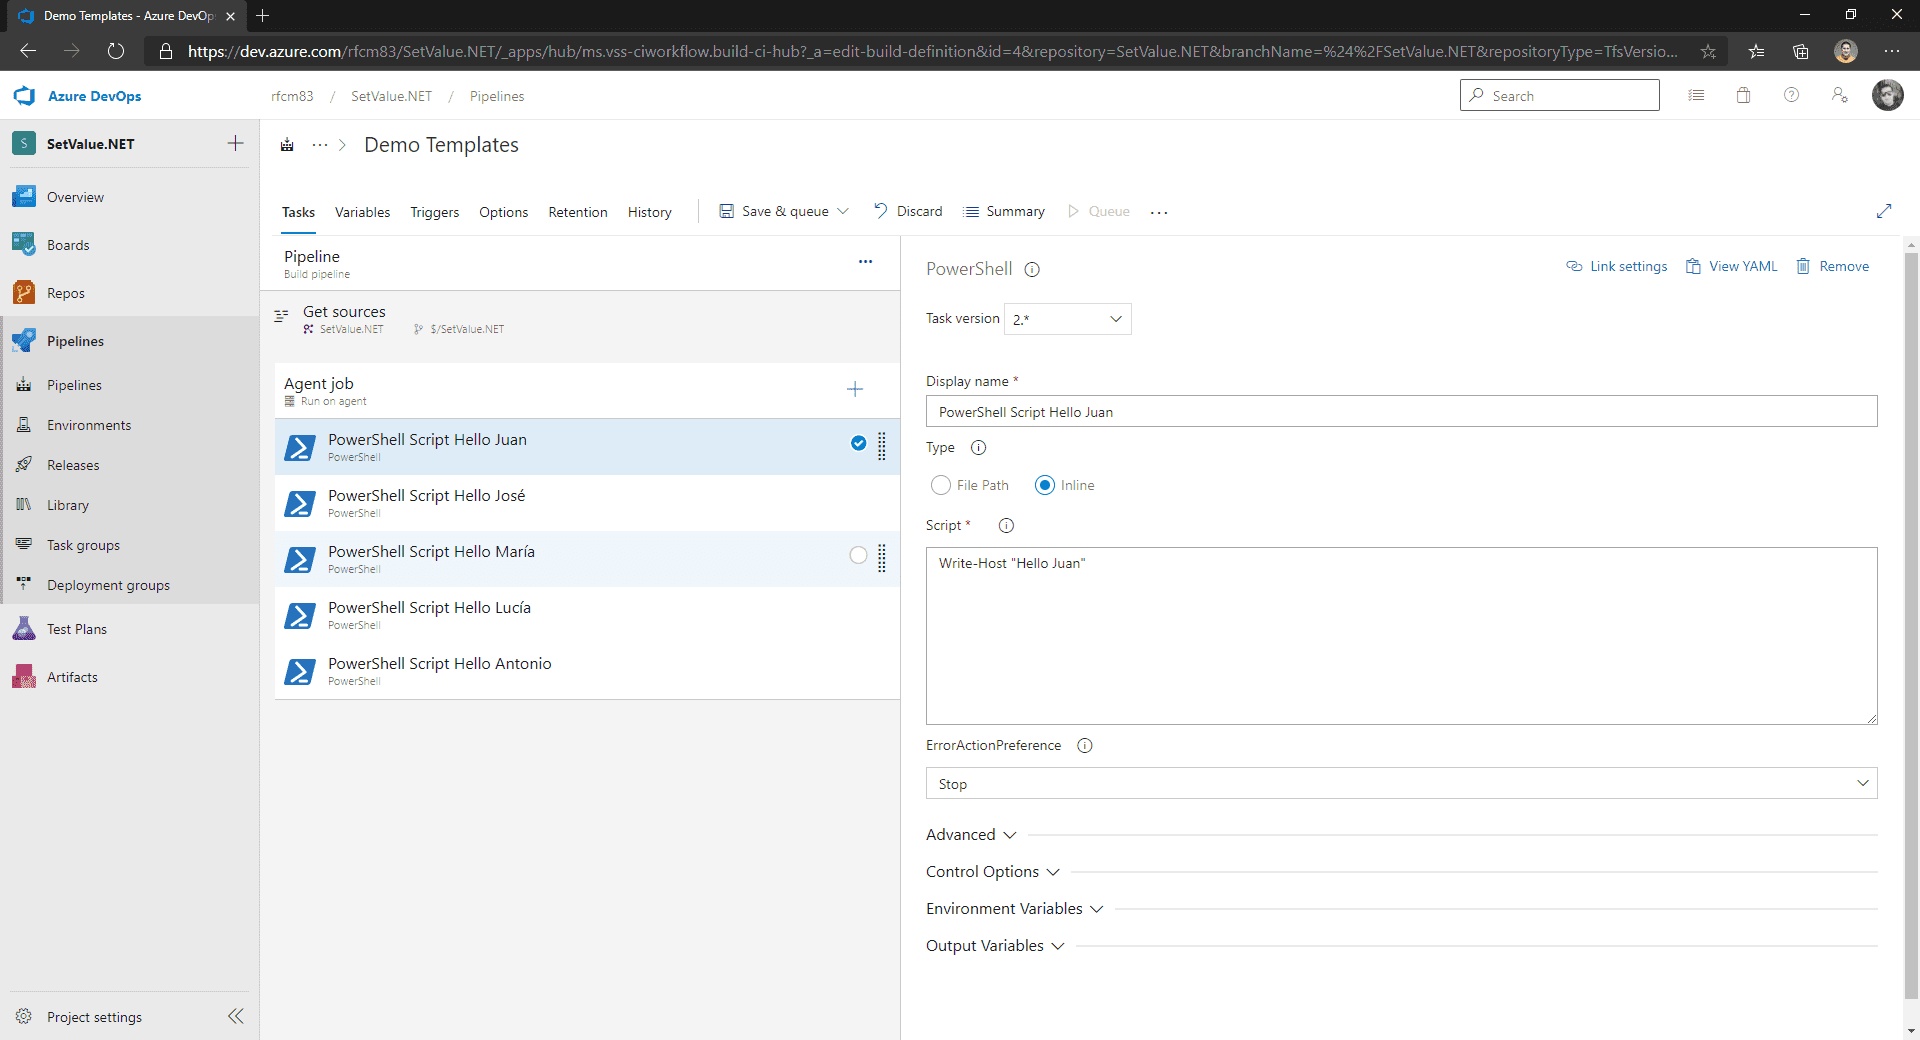 Demo Templates - Azure DevOp
https://dev.azure.com/rfcm83/SetValue.NET/_apps/hub/ms.vss-ciworkflow.build-ci-hub?_a=edit-build-definition&id=4&repository=SetValue.NET&branchName=%24%2FSetValue.NET&repositoryType=TfsVersio...
Azure DevOps
rfcm83 / SetValue.NET / Pipelines
Search
S SetValue.NET
Overview
Boards
Repos
Pipelines
Pipelines
Environments
Releases
Library
Task groups
Deployment groups
Test Plans
Artifacts
Project settings
Demo Templates
Tasks Variables Triggers Options Retention History Save & queue Discard Summary Queue
Pipeline
Build pipeline
Get sources
SetValue.NET $/SetValue.NET
Agent job
Run on agent
PowerShell Script Hello Juan
PowerShell
PowerShell Script Hello José
PowerShell
PowerShell Script Hello María
PowerShell
PowerShell Script Hello Lucía
PowerShell
PowerShell Script Hello Antonio
PowerShell
PowerShell Link settings View YAML Remove
Task version 2.*
Display name *
PowerShell Script Hello Juan
Type
File Path Inline
Script *
Write-Host "Hello Juan"
ErrorActionPreference
Stop
Advanced
Control Options
Environment Variables
Output Variables